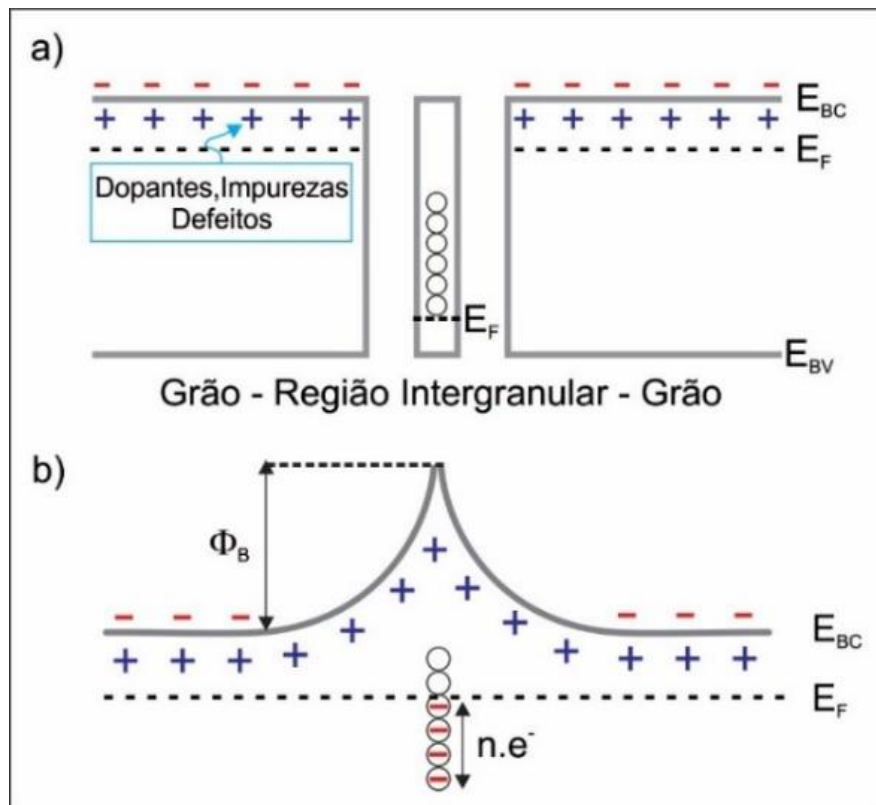 a)
E_BC
E_F
Dopantes,Impurezas
Defeitos
E_F
E_BV
Grão - Região Intergranular - Grão
b)
Φ_B
E_BC
E_F
n.e⁻